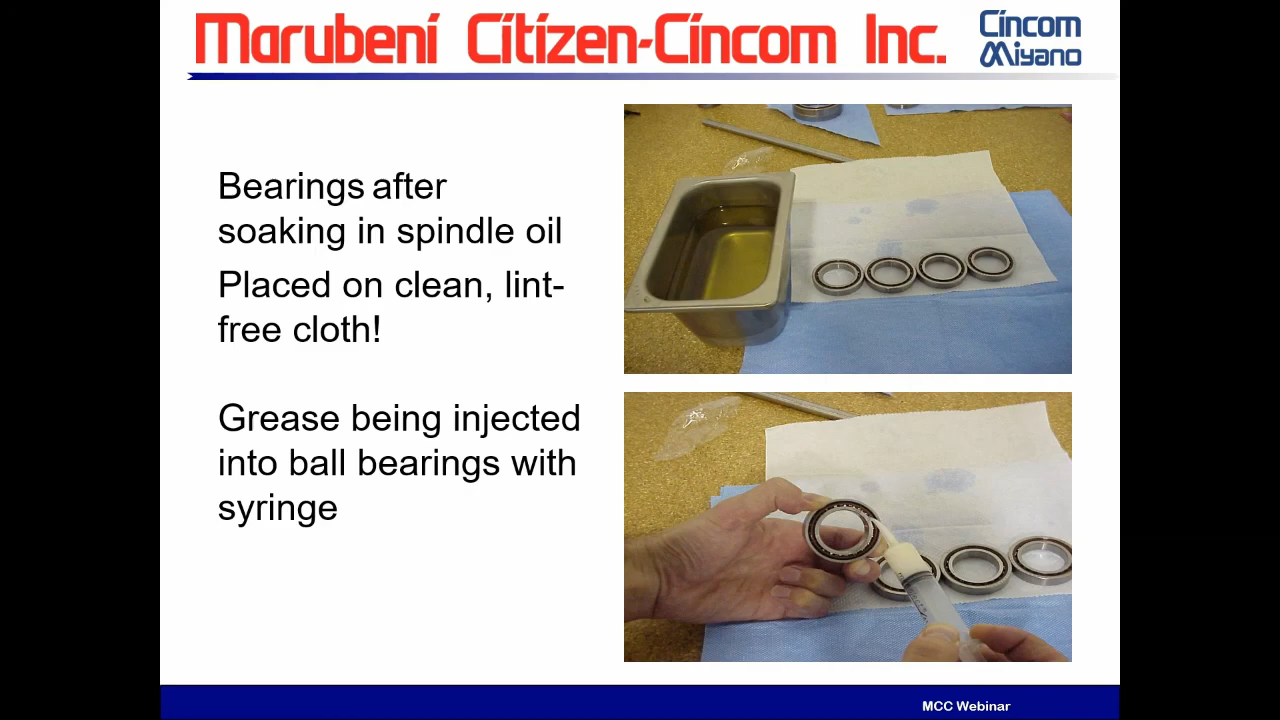 Marubeni Citizen-Cincom Inc.
Cincom
Miyano
Bearings after
soaking in spindle oil
Placed on clean, lint-
free cloth!
Grease being injected
into ball bearings with
syringe
MCC Webinar